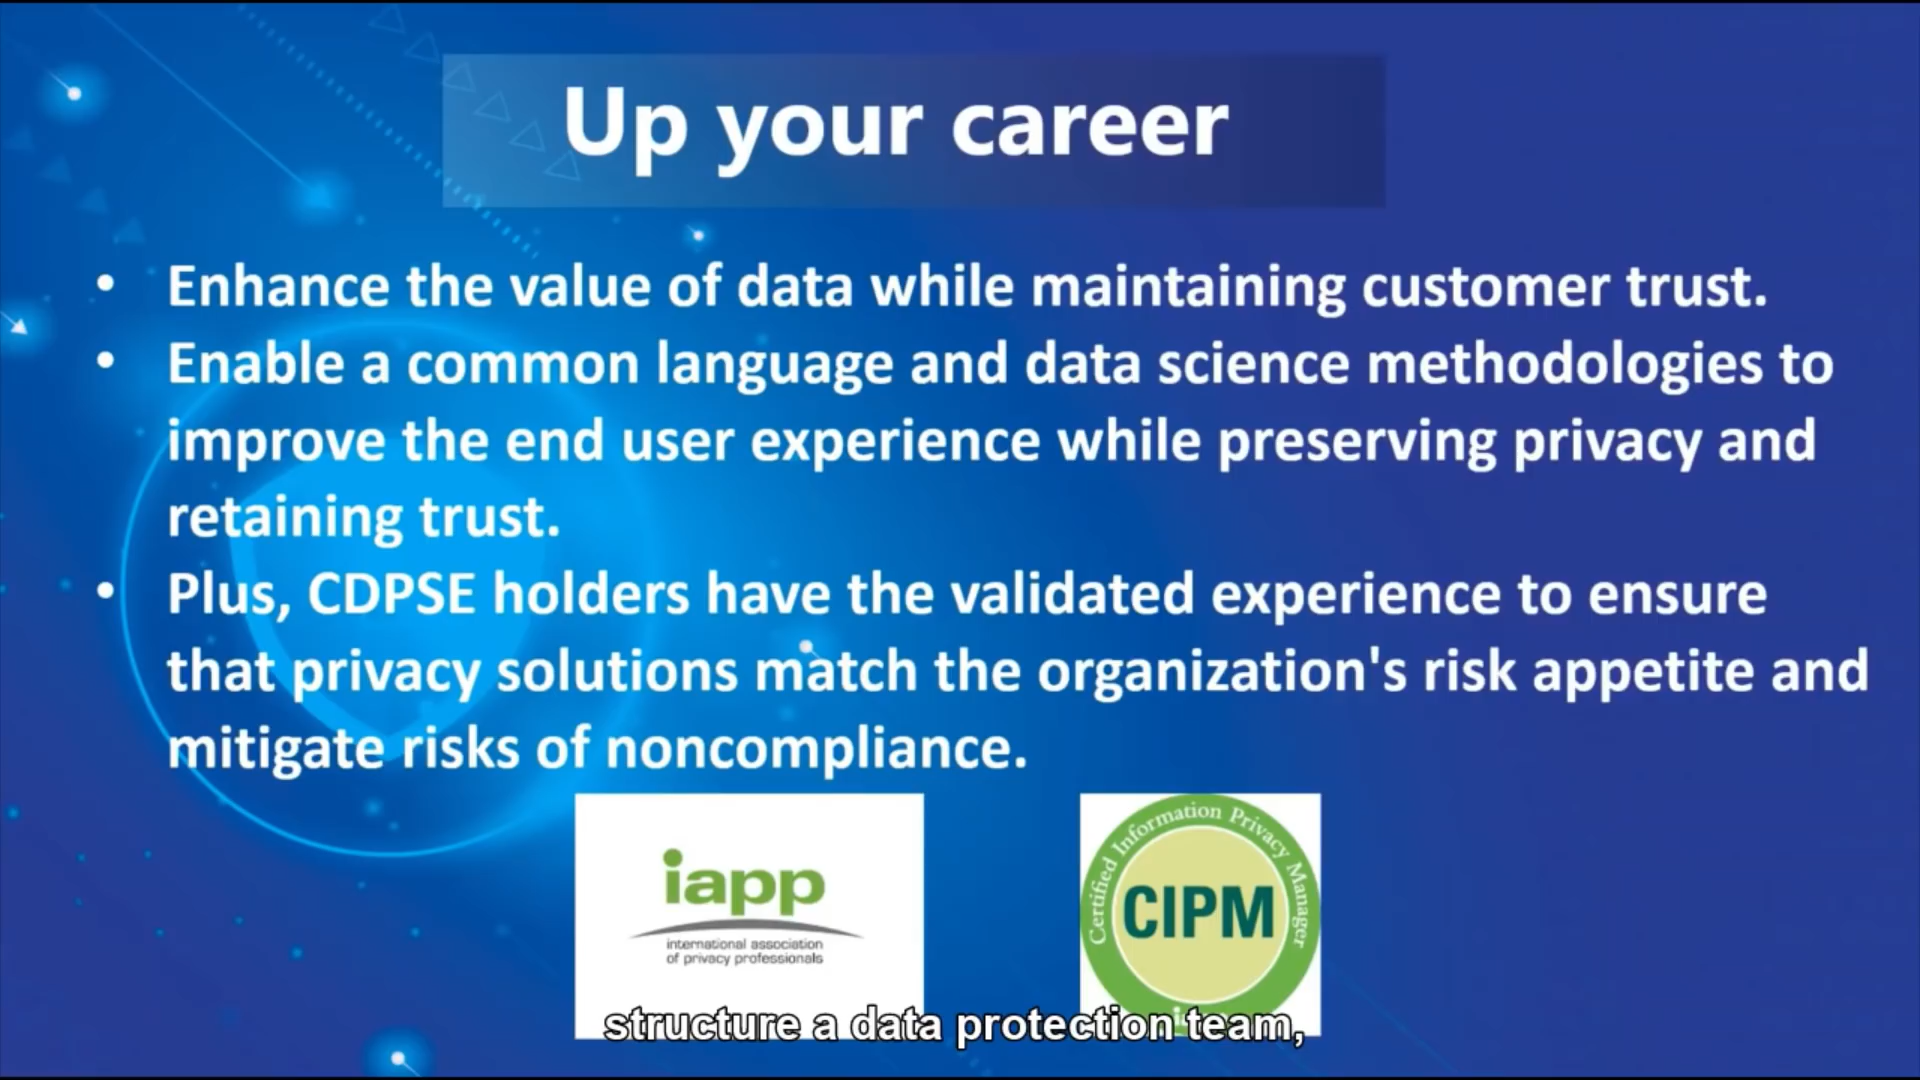 Up your career
• Enhance the value of data while maintaining customer trust.
• Enable a common language and data science methodologies to
improve the end user experience while preserving privacy and
retaining trust.
• Plus, CDPSE holders have the validated experience to ensure
that privacy solutions match the organization's risk appetite and
mitigate risks of noncompliance.
iapp
international association
of privacy professionals
Certified Information Privacy Manager
CIPM
structure a data protection team,